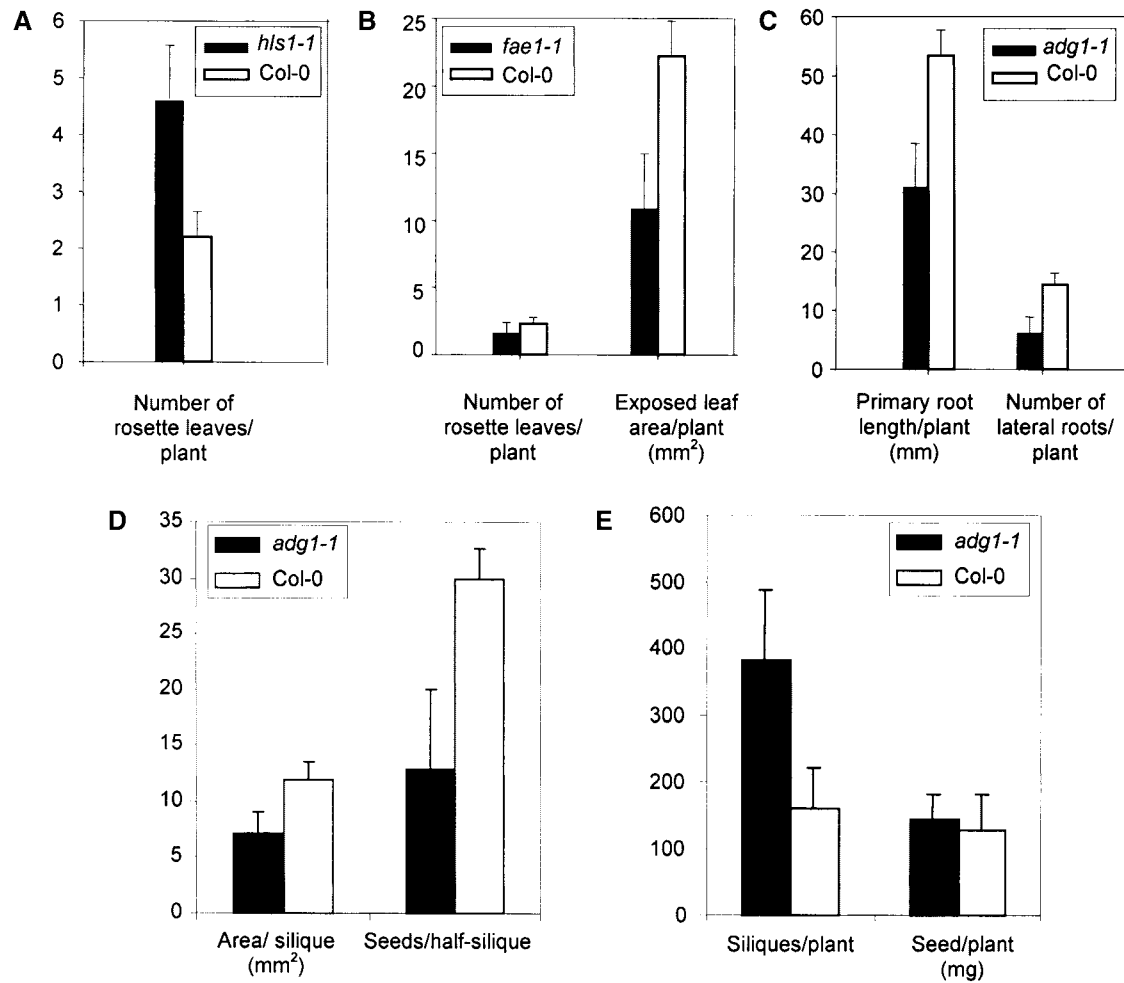 A
6
5
4
3
2
1
0
hls1-1
Col-0
Number of
rosette leaves/
plant
B
25
20
15
10
5
0
fae1-1
Col-0
Number of
rosette leaves/
plant
Exposed leaf
area/plant
(mm²)
C
60
50
40
30
20
10
0
adg1-1
Col-0
Primary root
length/plant
(mm)
Number of
lateral roots/
plant
D
35
30
25
20
15
10
5
0
adg1-1
Col-0
Area/ silique
(mm²)
Seeds/half-silique
E
600
500
400
300
200
100
0
adg1-1
Col-0
Siliques/plant
Seed/plant
(mg)